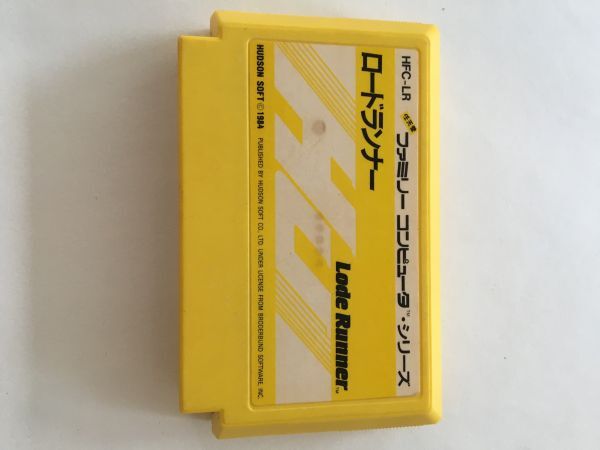 HFC-LR 任天堂 ファミリー コンピュータ™・シリーズ
ロードランナー
Lode Runner™
HUDSON SOFT © 1984 PUBLISHED BY HUDSON SOFT CO., LTD. UNDER LICENSE FROM BRODERBUND SOFTWARE, INC.